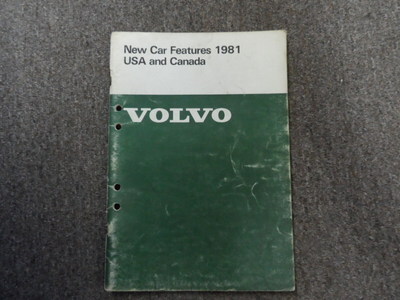 New Car Features 1981
USA and Canada
VOLVO